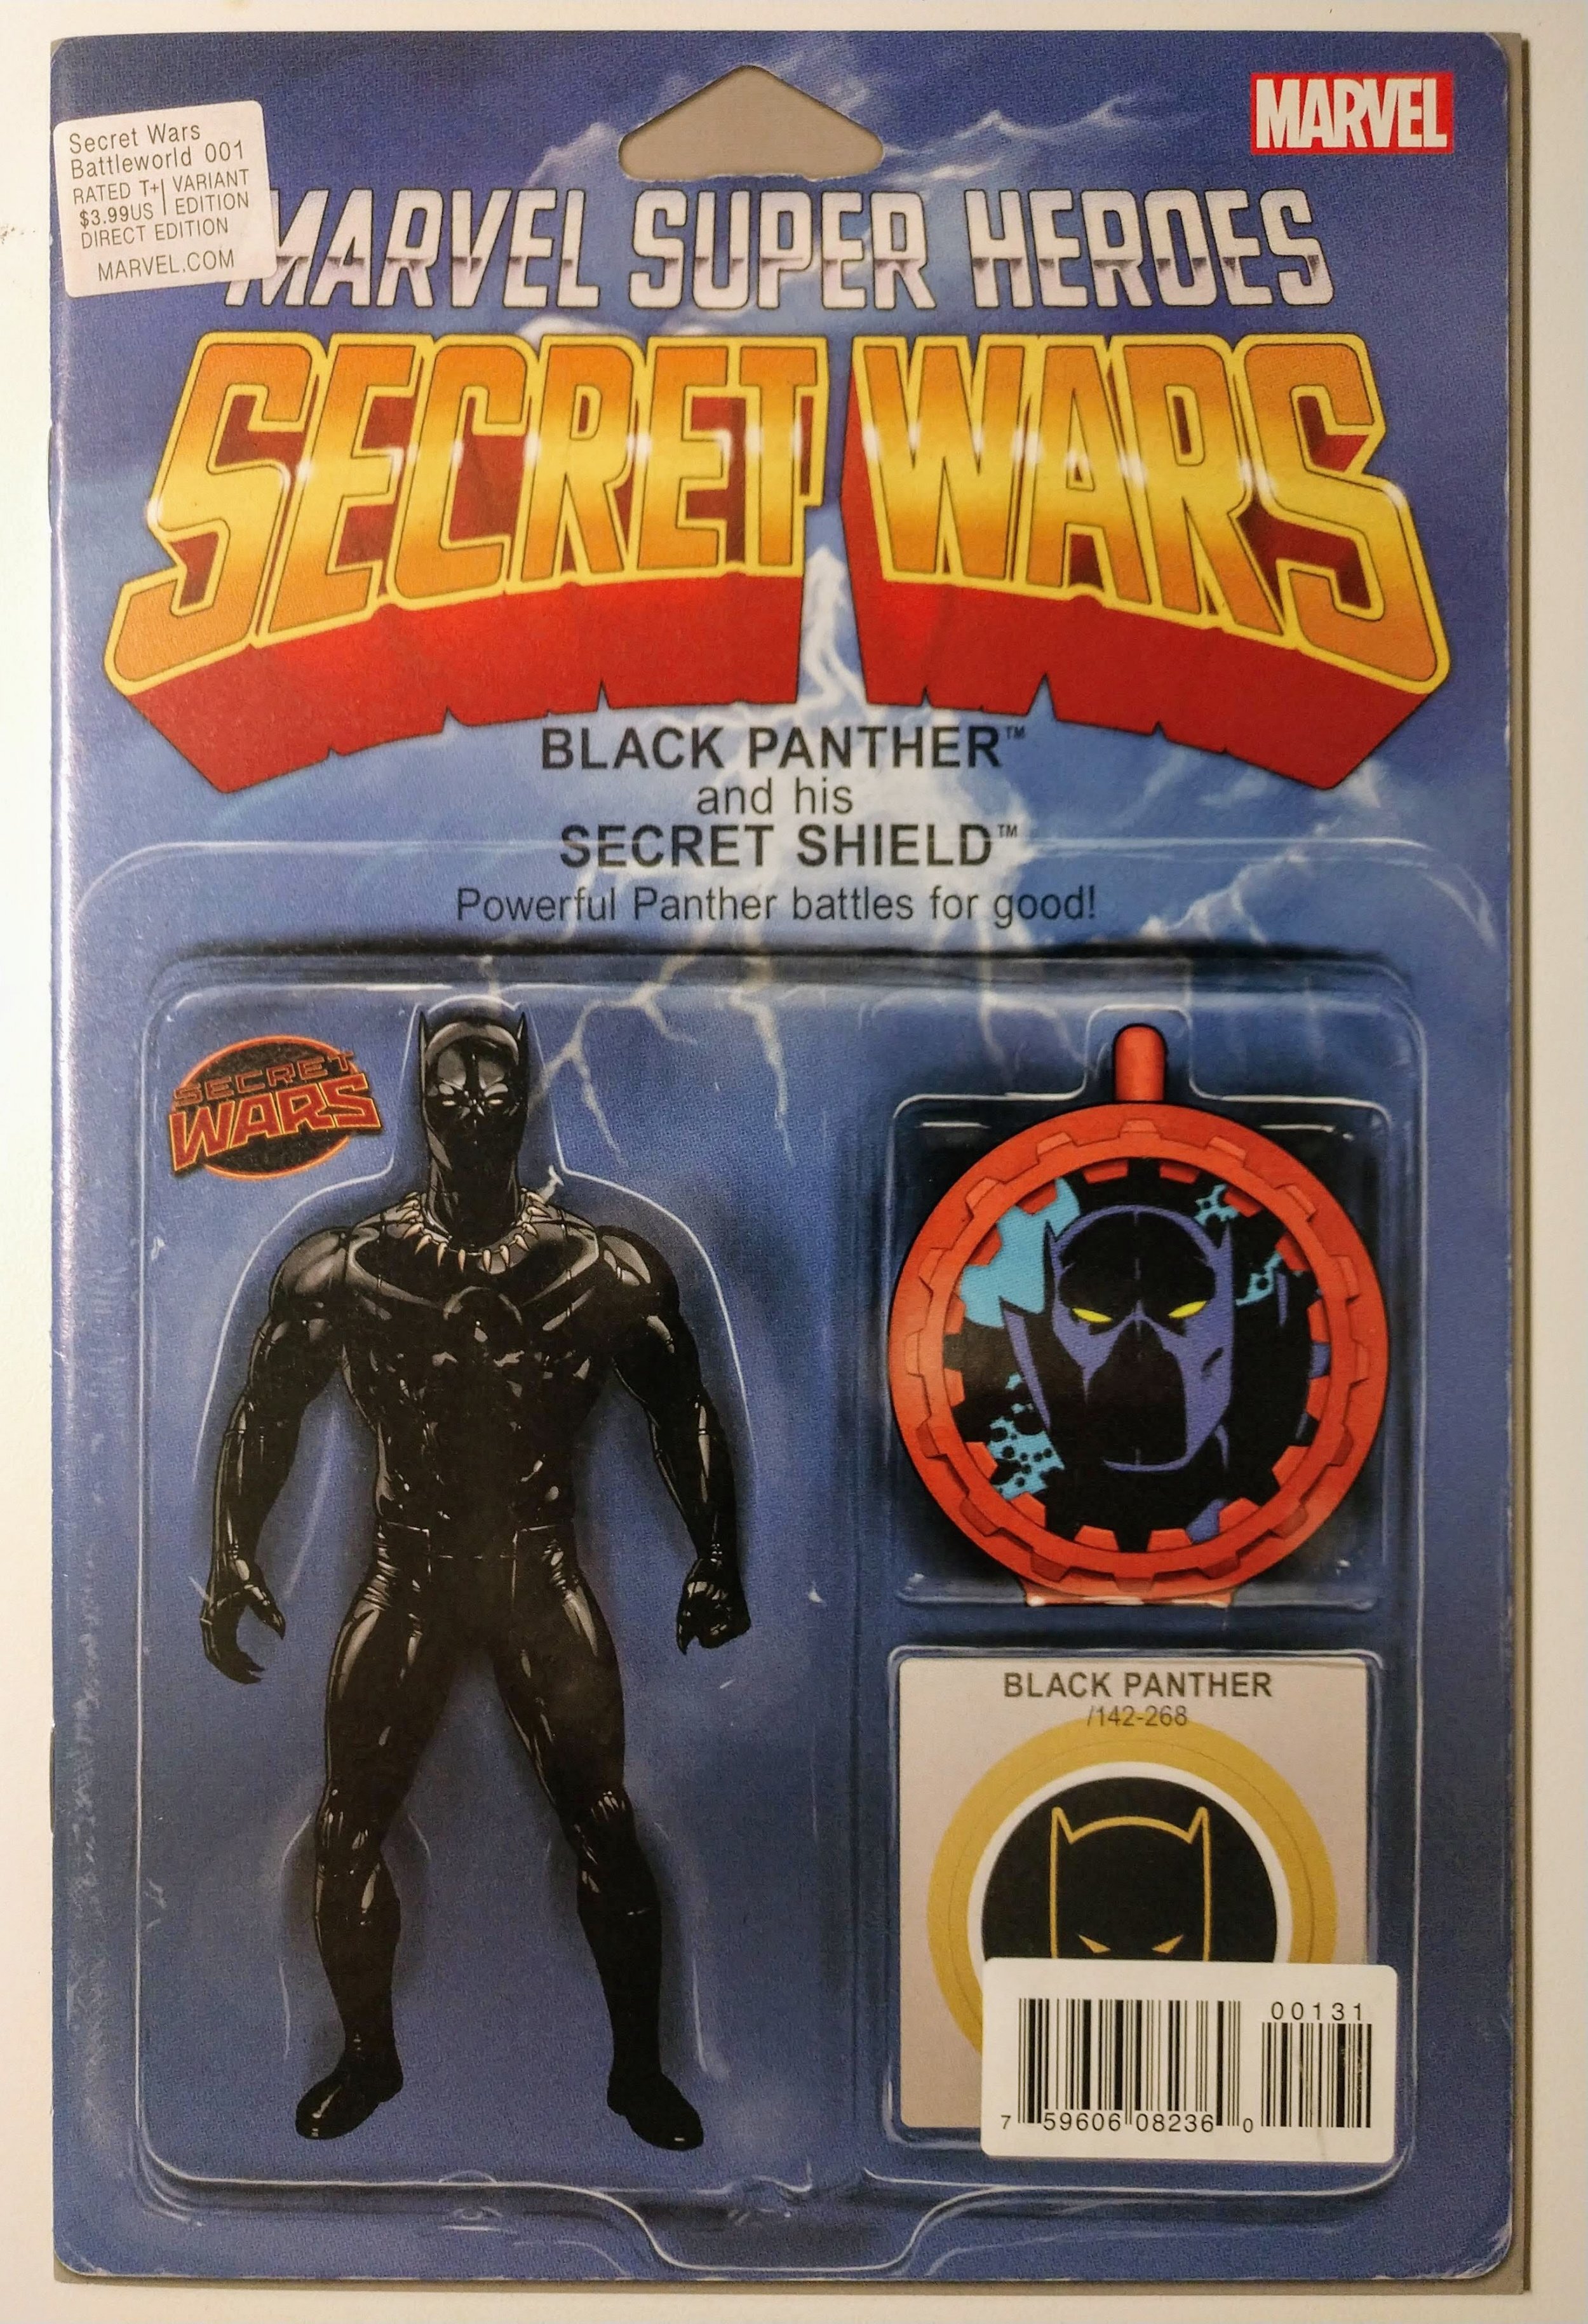 MARVEL
Secret Wars
Battleworld 001
RATED T+ | VARIANT
$3.99US | EDITION
DIRECT EDITION
MARVEL.COM
MARVEL SUPER HEROES
SECRET WARS
BLACK PANTHER™
and his
SECRET SHIELD™
Powerful Panther battles for good!
SECRET
WARS
BLACK PANTHER
/142-268
00131
7 59606 08236 0